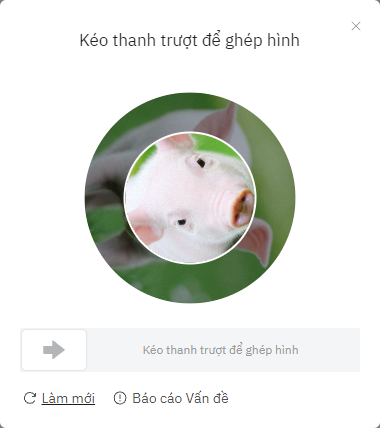 Kéo thanh trượt để ghép hình
Kéo thanh trượt để ghép hình
Làm mới
Báo cáo Vấn đề